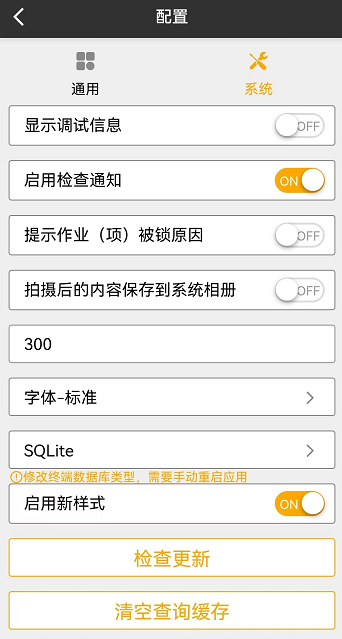 配置
通用
系统
显示调试信息 OFF
启用检查通知 ON
提示作业（项）被锁原因 OFF
拍摄后的内容保存到系统相册 OFF
300
字体-标准
SQLite
修改终端数据库类型，需要手动重启应用
启用新样式 ON
检查更新
清空查询缓存